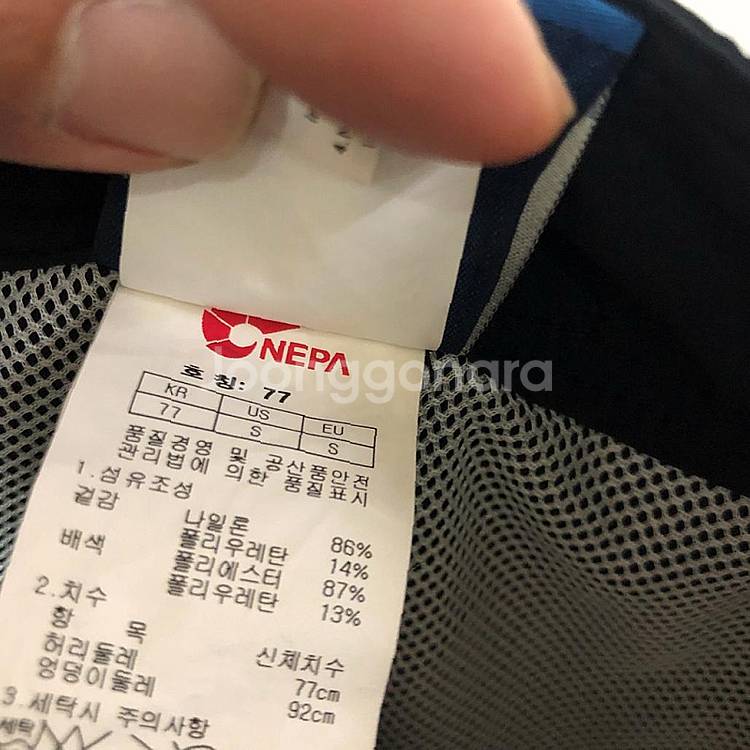 NEPA
호 칭: 77
KR US EU
77 S S
품질경영 및 공산품안전
관리법에 의한 품질표시
1.섬유조성
겉감 나일론 86%
폴리우레탄 14%
배색 폴리에스터 87%
폴리우레탄 13%
2.치수
항 목 신체치수
허리둘레 77cm
엉덩이둘레 92cm
3.세탁시 주의사항
세탁
loonggonara